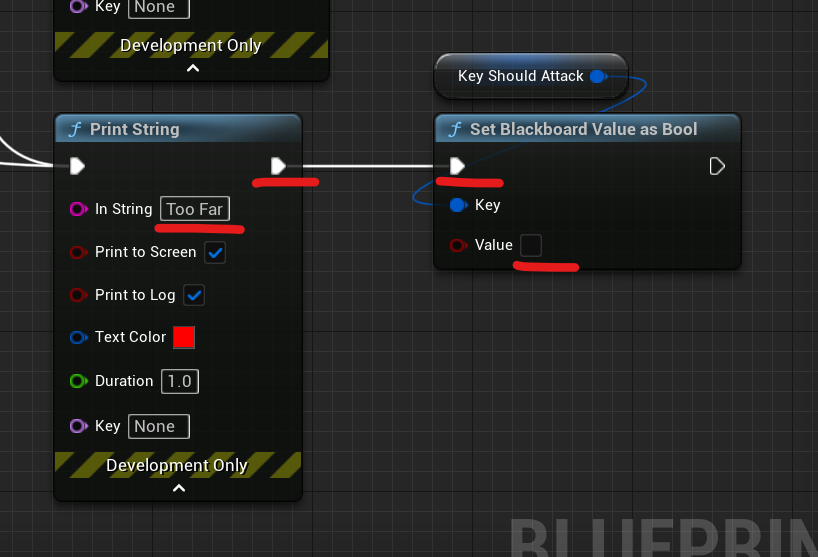 Key None
Development Only
Key Should Attack
Print String
Set Blackboard Value as Bool
In String Too Far
Key
Print to Screen
Value
Print to Log
Text Color
Duration 1.0
Key None
Development Only
BLUEPRIN